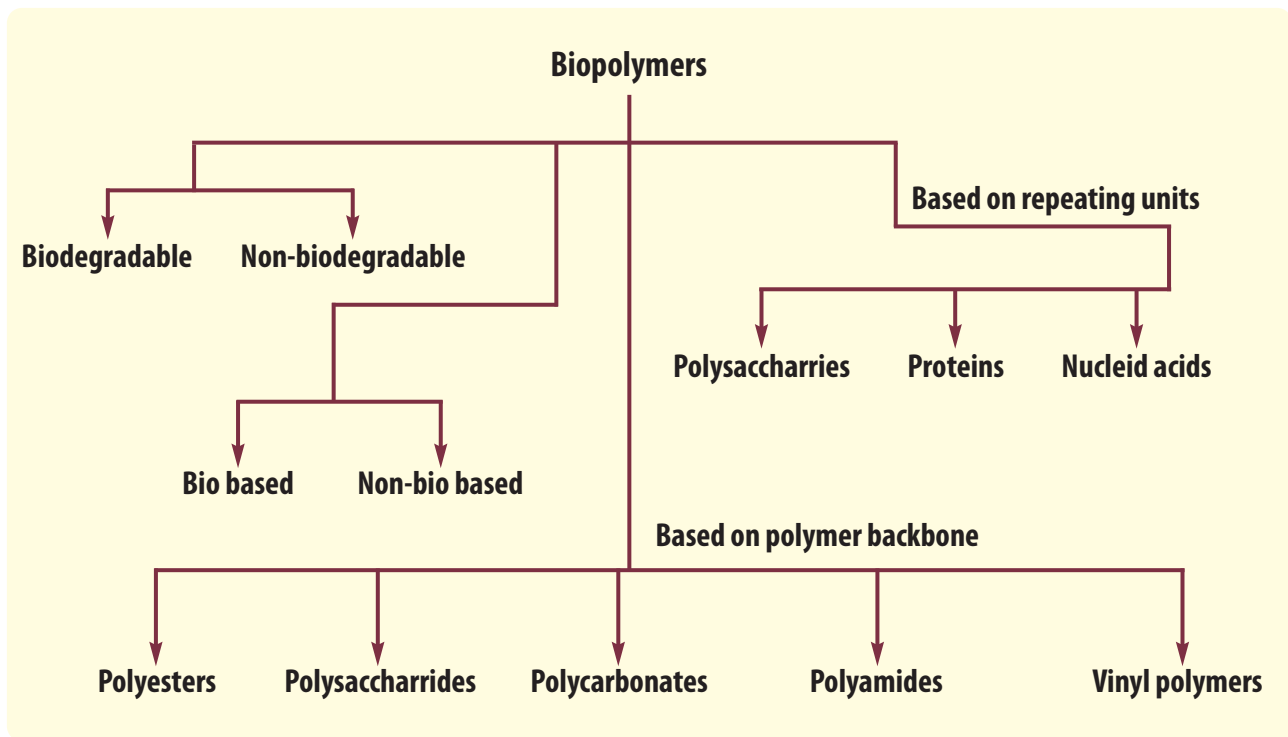 Biopolymers
Based on repeating units
Biodegradable
Non-biodegradable
Polysaccharries
Proteins
Nucleid acids
Bio based
Non-bio based
Based on polymer backbone
Polyesters
Polysaccharrides
Polycarbonates
Polyamides
Vinyl polymers